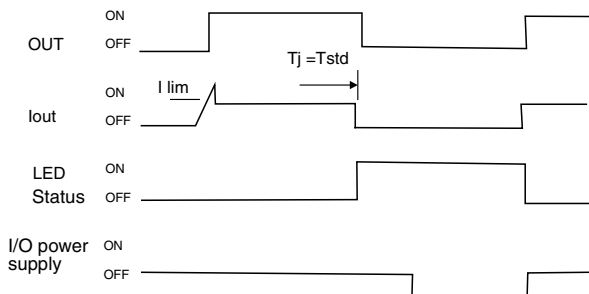 ON
OUT
OFF
Tj =Tstd
I lim
ON
Iout
OFF
LED
Status
ON
OFF
I/O power
supply
ON
OFF